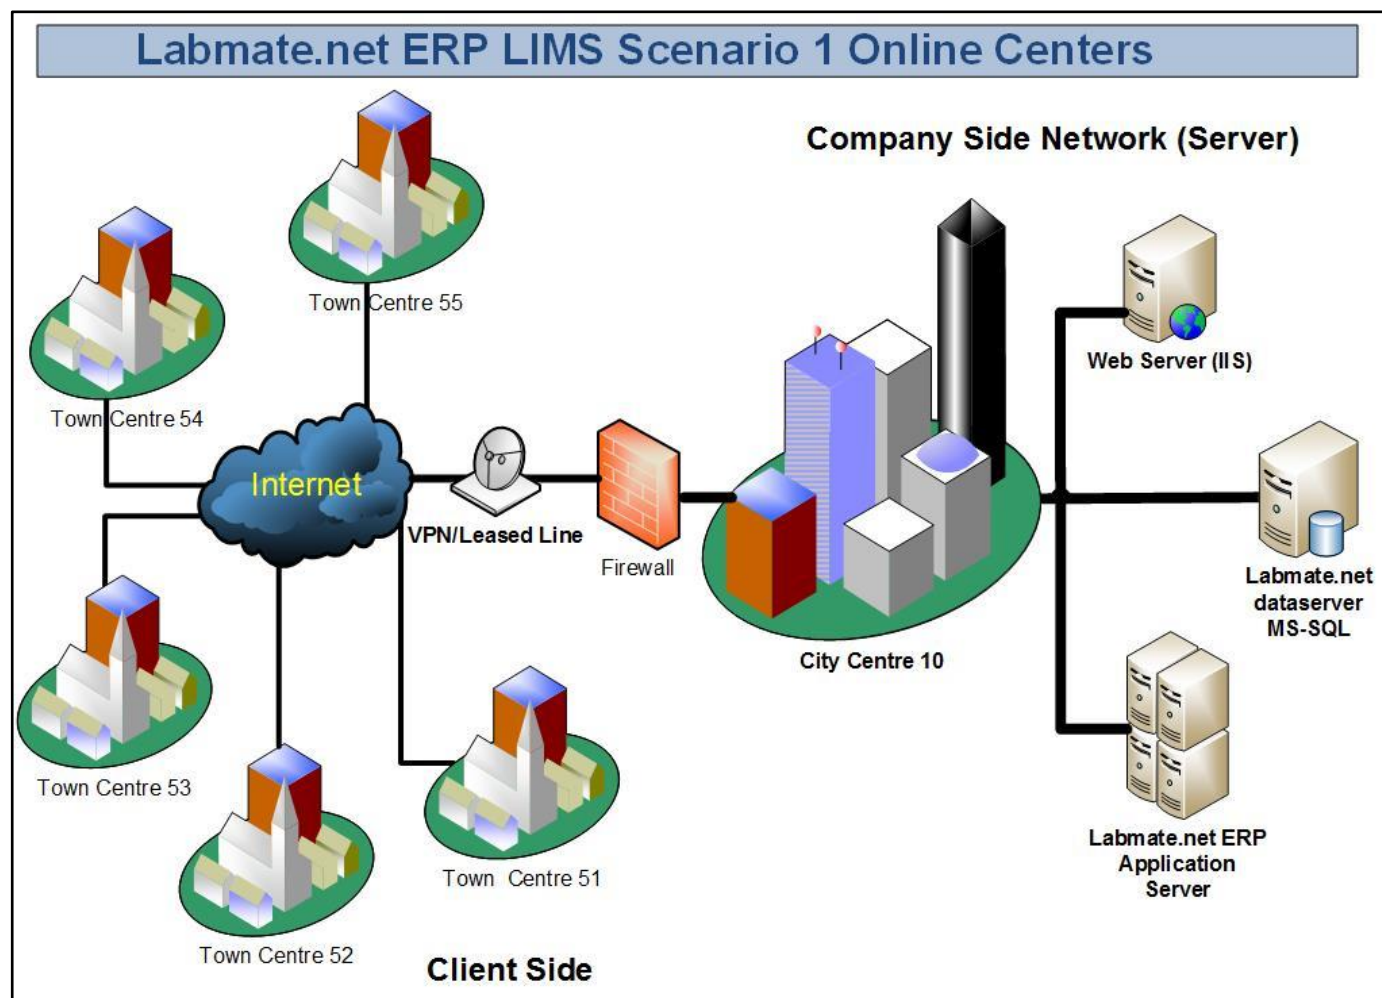 Labmate.net ERP LIMS Scenario 1 Online Centers
Company Side Network (Server)
Town Centre 55
Town Centre 54
Web Server (IIS)
Internet
VPN/Leased Line
Firewall
Labmate.net
dataserver
MS-SQL
City Centre 10
Town Centre 53
Town Centre 51
Labmate.net ERP
Application
Server
Town Centre 52
Client Side